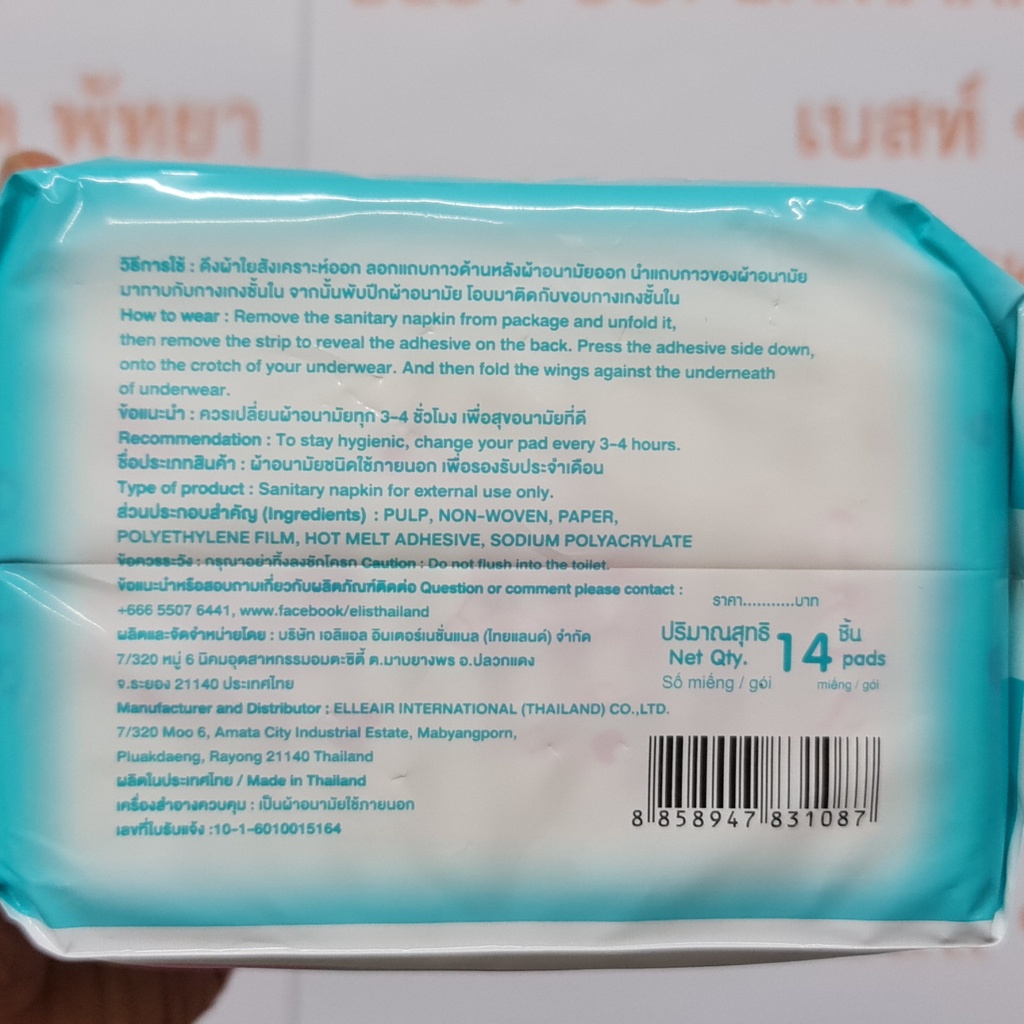 พัทยา
เบสท์
วิธีการใช้ : ดึงผ้าใยสังเคราะห์ออก ลอกแถบกาวด้านหลังผ้าอนามัยออก นำแถบกาวของผ้าอนามัย
มาทาบกับกางเกงชั้นใน จากนั้นพับปีกผ้าอนามัย โอบมาติดกับขอบกางเกงชั้นใน
How to wear : Remove the sanitary napkin from package and unfold it,
then remove the strip to reveal the adhesive on the back. Press the adhesive side down,
onto the crotch of your underwear. And then fold the wings against the underneath
of underwear.
ข้อแนะนำ : ควรเปลี่ยนผ้าอนามัยทุก 3-4 ชั่วโมง เพื่อสุขอนามัยที่ดี
Recommendation : To stay hygienic, change your pad every 3-4 hours.
ชื่อประเภทสินค้า : ผ้าอนามัยชนิดใช้ภายนอก เพื่อรองรับประจำเดือน
Type of product : Sanitary napkin for external use only.
ส่วนประกอบสำคัญ (Ingredients) : PULP, NON-WOVEN, PAPER,
POLYETHYLENE FILM, HOT MELT ADHESIVE, SODIUM POLYACRYLATE
ข้อควรระวัง : กรุณาอย่าทิ้งลงชักโครก Caution : Do not flush into the toilet.
ข้อแนะนำหรือสอบถามเกี่ยวกับผลิตภัณฑ์ติดต่อ Question or comment please contact :
+666 5507 6441, www.facebook/elisthailand
ผลิตและจัดจำหน่ายโดย : บริษัท เอลิแอล อินเตอร์เนชั่นแนล (ไทยแลนด์) จำกัด
7/320 หมู่ 6 นิคมอุตสาหกรรมอมตะซิตี้ ต.มาบยางพร อ.ปลวกแดง
จ.ระยอง 21140 ประเทศไทย
Manufacturer and Distributor : ELLEAIR INTERNATIONAL (THAILAND) CO.,LTD.
7/320 Moo 6, Amata City Industrial Estate, Mabyangporn,
Pluakdaeng, Rayong 21140 Thailand
ผลิตในประเทศไทย / Made in Thailand
เครื่องสำอางควบคุม : เป็นผ้าอนามัยใช้ภายนอก
เลขที่ใบรับแจ้ง :10-1-6010015164
ราคา...........บาท
ปริมาณสุทธิ 14 ชิ้น
Net Qty. pads
Số miếng / gói miếng / gói
8 858947 831087